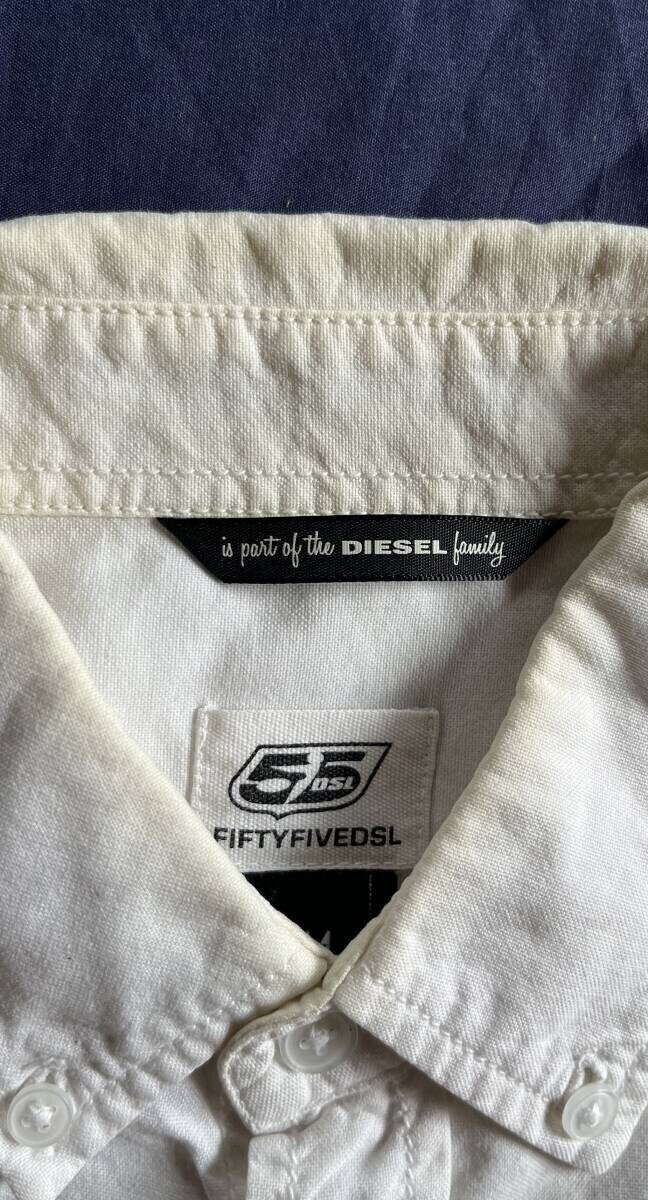 is part of the DIESEL family
55
DSL
FIFTYFIVEDSL